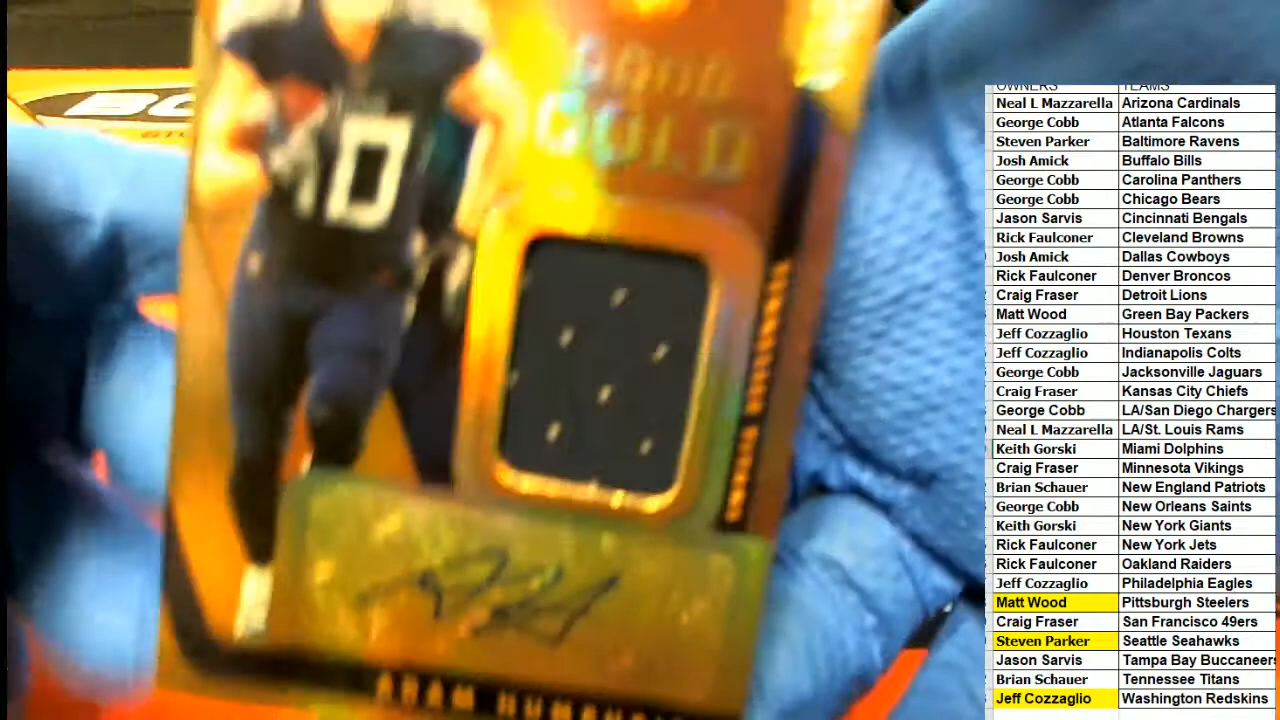 GOLD
10
ADAM
OWNERS TEAMS
Neal L Mazzarella Arizona Cardinals
George Cobb Atlanta Falcons
Steven Parker Baltimore Ravens
Josh Amick Buffalo Bills
George Cobb Carolina Panthers
George Cobb Chicago Bears
Jason Sarvis Cincinnati Bengals
Rick Faulconer Cleveland Browns
Josh Amick Dallas Cowboys
Rick Faulconer Denver Broncos
Craig Fraser Detroit Lions
Matt Wood Green Bay Packers
Jeff Cozzaglio Houston Texans
Jeff Cozzaglio Indianapolis Colts
George Cobb Jacksonville Jaguars
Craig Fraser Kansas City Chiefs
George Cobb LA/San Diego Chargers
Neal L Mazzarella LA/St. Louis Rams
Keith Gorski Miami Dolphins
Craig Fraser Minnesota Vikings
Brian Schauer New England Patriots
George Cobb New Orleans Saints
Keith Gorski New York Giants
Rick Faulconer New York Jets
Rick Faulconer Oakland Raiders
Jeff Cozzaglio Philadelphia Eagles
Matt Wood Pittsburgh Steelers
Craig Fraser San Francisco 49ers
Steven Parker Seattle Seahawks
Jason Sarvis Tampa Bay Buccaneers
Brian Schauer Tennessee Titans
Jeff Cozzaglio Washington Redskins